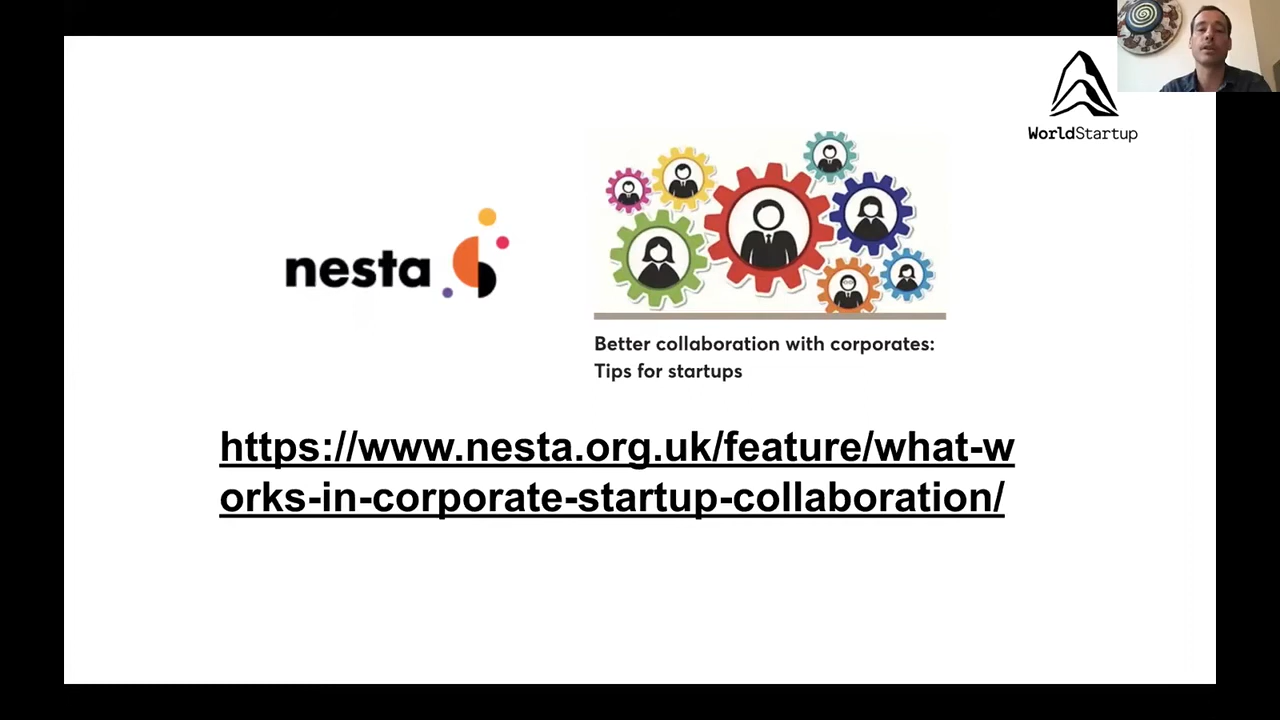 WorldStartup
nesta
Better collaboration with corporates:
Tips for startups
https://www.nesta.org.uk/feature/what-w
orks-in-corporate-startup-collaboration/